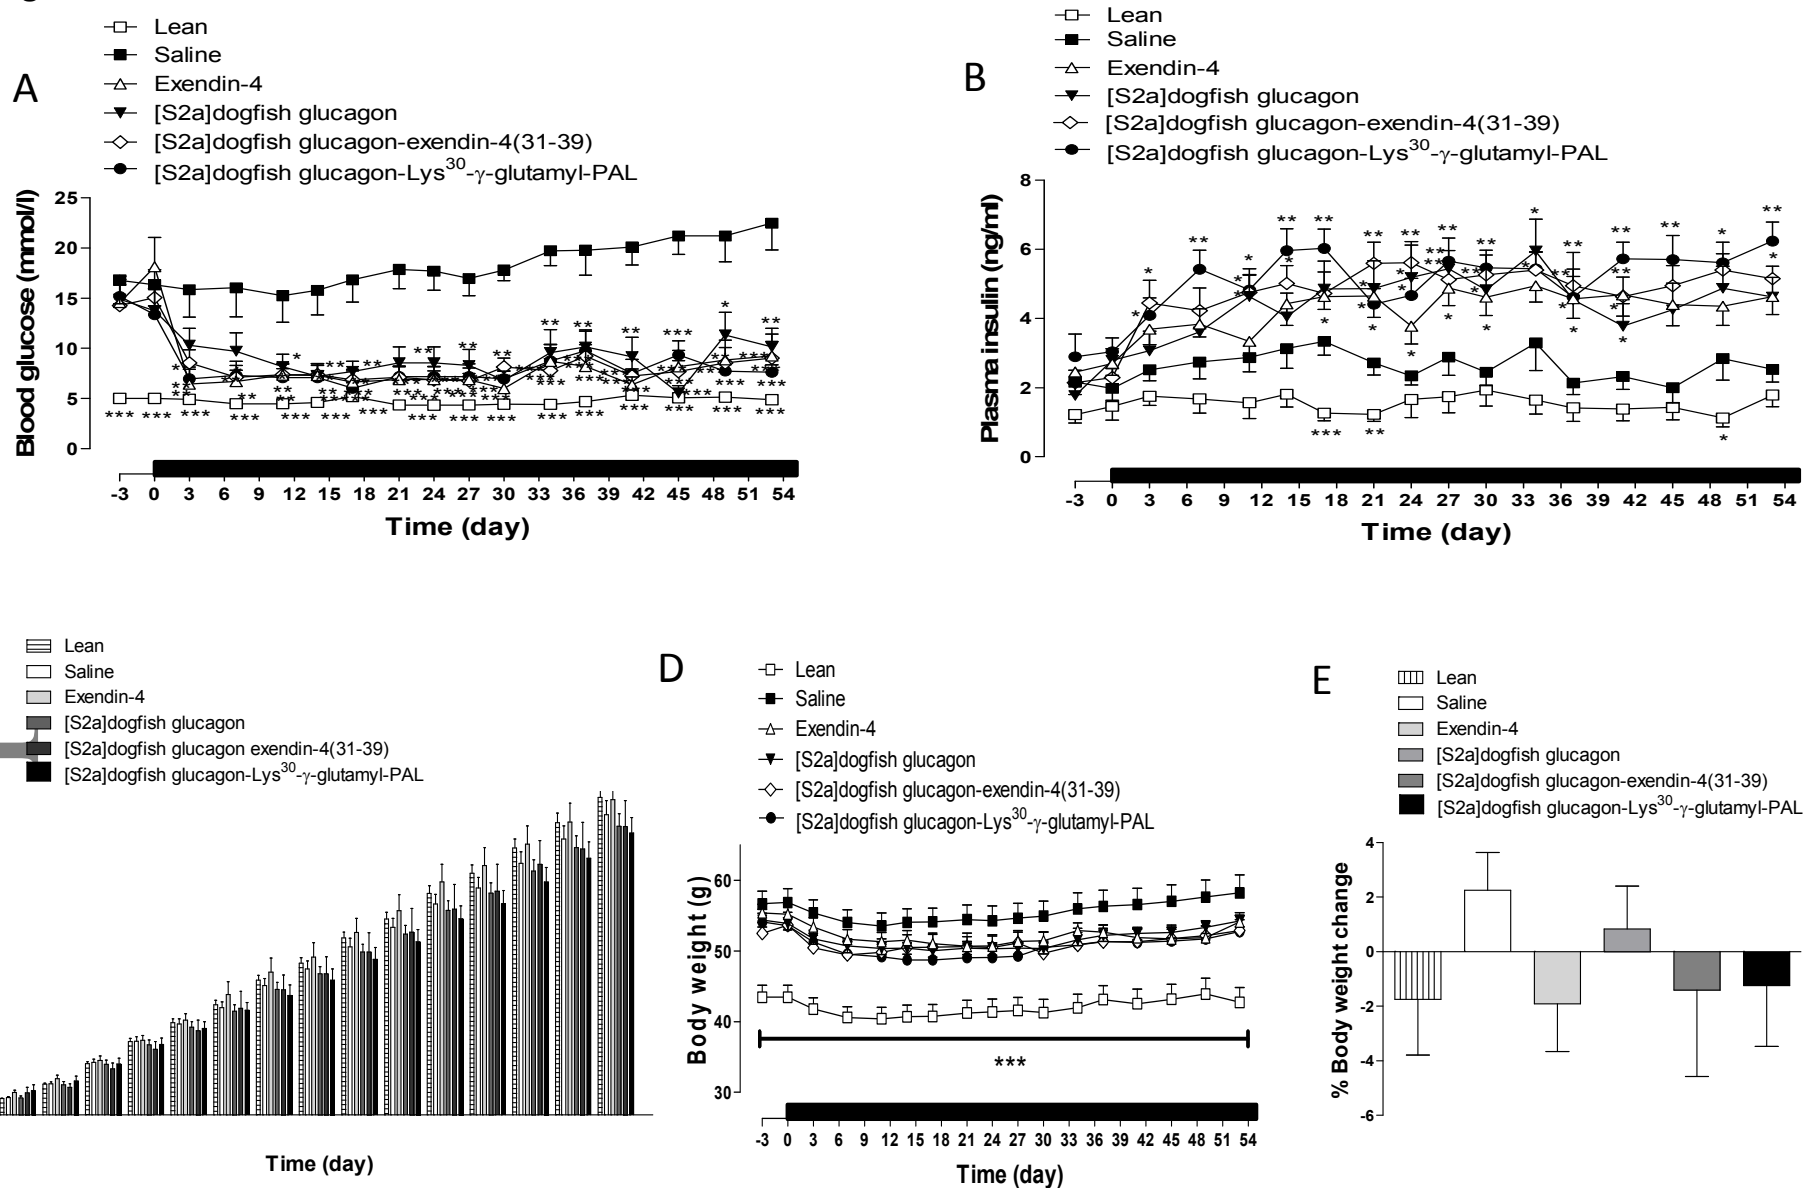 Lean
Saline
Exendin-4
[S2a]dogfish glucagon
[S2a]dogfish glucagon-exendin-4(31-39)
[S2a]dogfish glucagon-Lys30-γ-glutamyl-PAL
A
Blood glucose (mmol/l)
25
20
15
10
5
0
-3 0 3 6 9 12 15 18 21 24 27 30 33 36 39 42 45 48 51 54
Time (day)
Lean
Saline
Exendin-4
[S2a]dogfish glucagon
[S2a]dogfish glucagon-exendin-4(31-39)
[S2a]dogfish glucagon-Lys30-γ-glutamyl-PAL
B
Plasma insulin (ng/ml)
8
6
4
2
0
-3 0 3 6 9 12 15 18 21 24 27 30 33 36 39 42 45 48 51 54
Time (day)
Lean
Saline
Exendin-4
[S2a]dogfish glucagon
[S2a]dogfish glucagon exendin-4(31-39)
[S2a]dogfish glucagon-Lys30-γ-glutamyl-PAL
Time (day)
D
Lean
Saline
Exendin-4
[S2a]dogfish glucagon
[S2a]dogfish glucagon-exendin-4(31-39)
[S2a]dogfish glucagon-Lys30-γ-glutamyl-PAL
Body weight (g)
60
50
40
30
***
-3 0 3 6 9 12 15 18 21 24 27 30 33 36 39 42 45 48 51 54
Time (day)
E
Lean
Saline
Exendin-4
[S2a]dogfish glucagon
[S2a]dogfish glucagon-exendin-4(31-39)
[S2a]dogfish glucagon-Lys30-γ-glutamyl-PAL
% Body weight change
4
2
0
-2
-4
-6